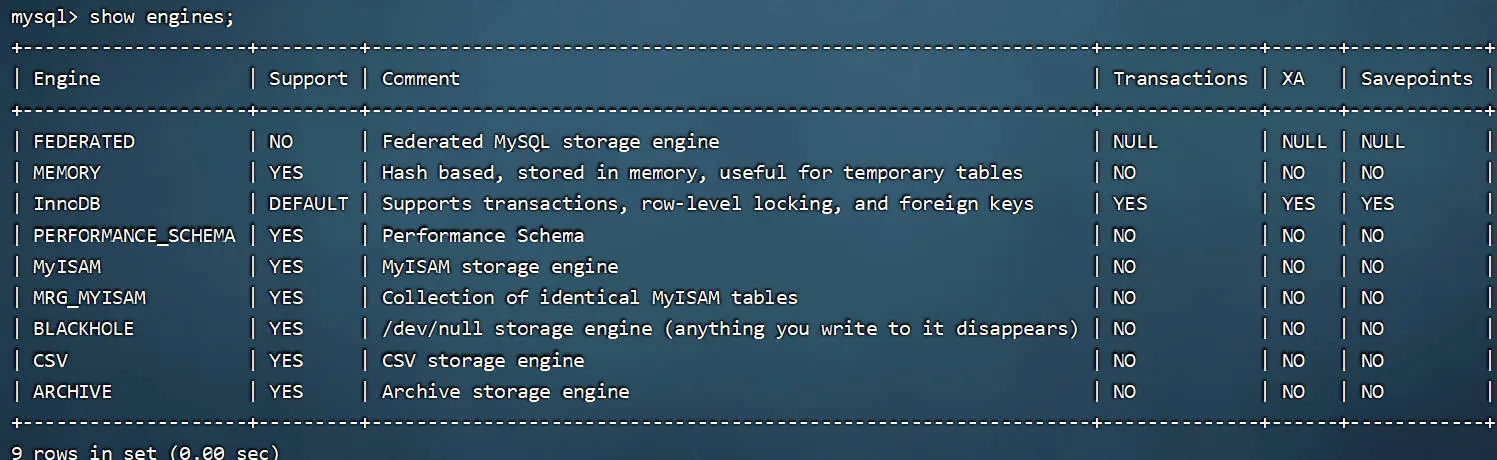 mysql> show engines;
+--------------------+---------+----------------------------------------------------------------+--------------+------+------------+
| Engine             | Support | Comment                                                        | Transactions | XA   | Savepoints |
+--------------------+---------+----------------------------------------------------------------+--------------+------+------------+
| FEDERATED          | NO      | Federated MySQL storage engine                                 | NULL         | NULL | NULL       |
| MEMORY             | YES     | Hash based, stored in memory, useful for temporary tables      | NO           | NO   | NO         |
| InnoDB             | DEFAULT | Supports transactions, row-level locking, and foreign keys     | YES          | YES  | YES        |
| PERFORMANCE_SCHEMA | YES     | Performance Schema                                             | NO           | NO   | NO         |
| MyISAM             | YES     | MyISAM storage engine                                          | NO           | NO   | NO         |
| MRG_MYISAM         | YES     | Collection of identical MyISAM tables                          | NO           | NO   | NO         |
| BLACKHOLE          | YES     | /dev/null storage engine (anything you write to it disappears) | NO           | NO   | NO         |
| CSV                | YES     | CSV storage engine                                             | NO           | NO   | NO         |
| ARCHIVE            | YES     | Archive storage engine                                         | NO           | NO   | NO         |
+--------------------+---------+----------------------------------------------------------------+--------------+------+------------+
9 rows in set (0.00 sec)